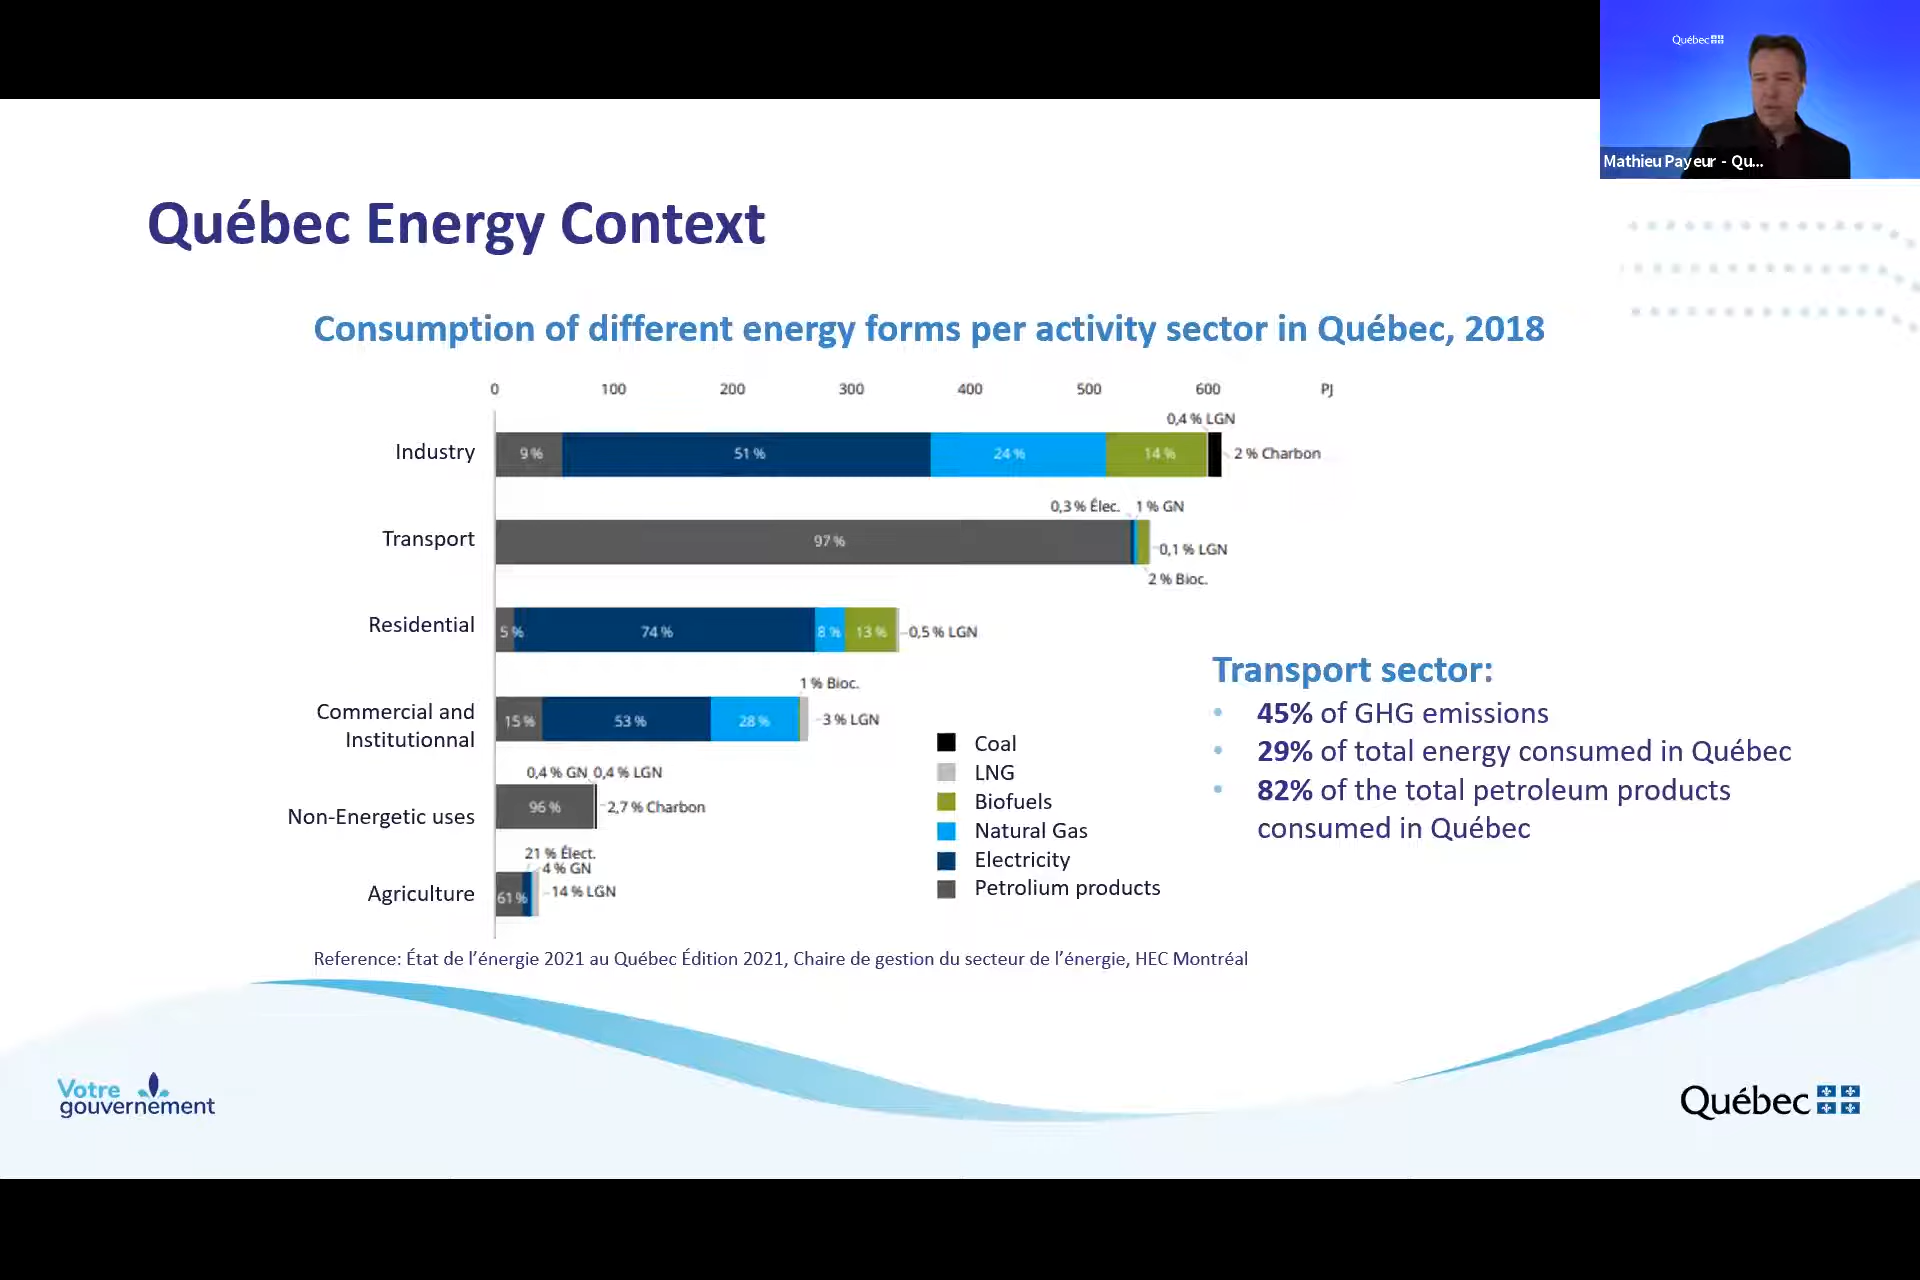 Québec
Mathieu Payeur - Qu...
Québec Energy Context
Consumption of different energy forms per activity sector in Québec, 2018
0 100 200 300 400 500 600 PJ
0,4 % LGN
Industry 9 % 51 % 24 % 14 % 2 % Charbon
0,3 % Élec. 1 % GN
Transport 97 % 0,1 % LGN
2 % Bioc.
Residential 5 % 74 % 8 % 13 % 0,5 % LGN
1 % Bioc.
Commercial and
Institutionnal
15 % 53 % 28 % 3 % LGN
0,4 % GN 0,4 % LGN
Non-Energetic uses 96 % 2,7 % Charbon
21 % Élect.
4 % GN
Agriculture 61 % 14 % LGN
Coal
LNG
Biofuels
Natural Gas
Electricity
Petrolium products
Transport sector:
• 45% of GHG emissions
• 29% of total energy consumed in Québec
• 82% of the total petroleum products
consumed in Québec
Reference: État de l’énergie 2021 au Québec Édition 2021, Chaire de gestion du secteur de l’énergie, HEC Montréal
Votre
gouvernement
Québec